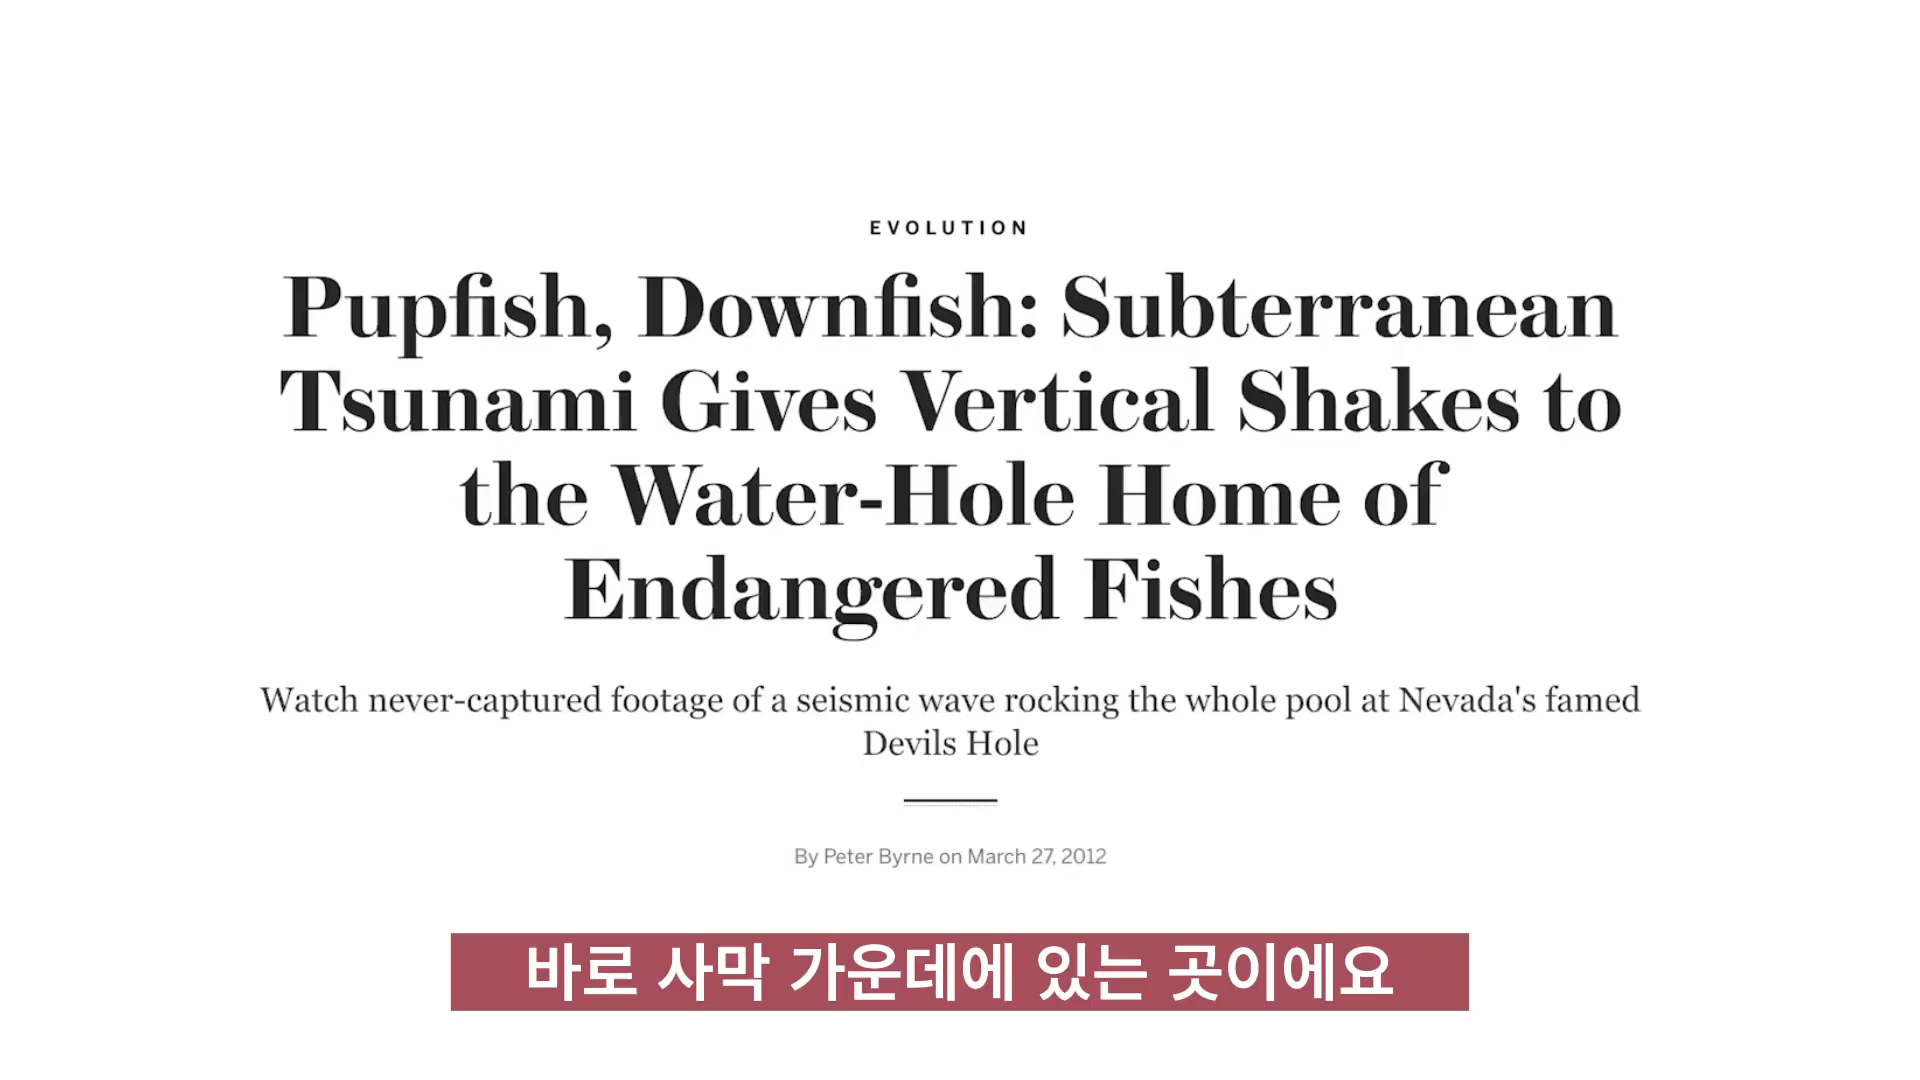 EVOLUTION
Pupfish, Downfish: Subterranean
Tsunami Gives Vertical Shakes to
the Water-Hole Home of
Endangered Fishes
Watch never-captured footage of a seismic wave rocking the whole pool at Nevada's famed
Devils Hole
By Peter Byrne on March 27, 2012
바로 사막 가운데에 있는 곳이에요